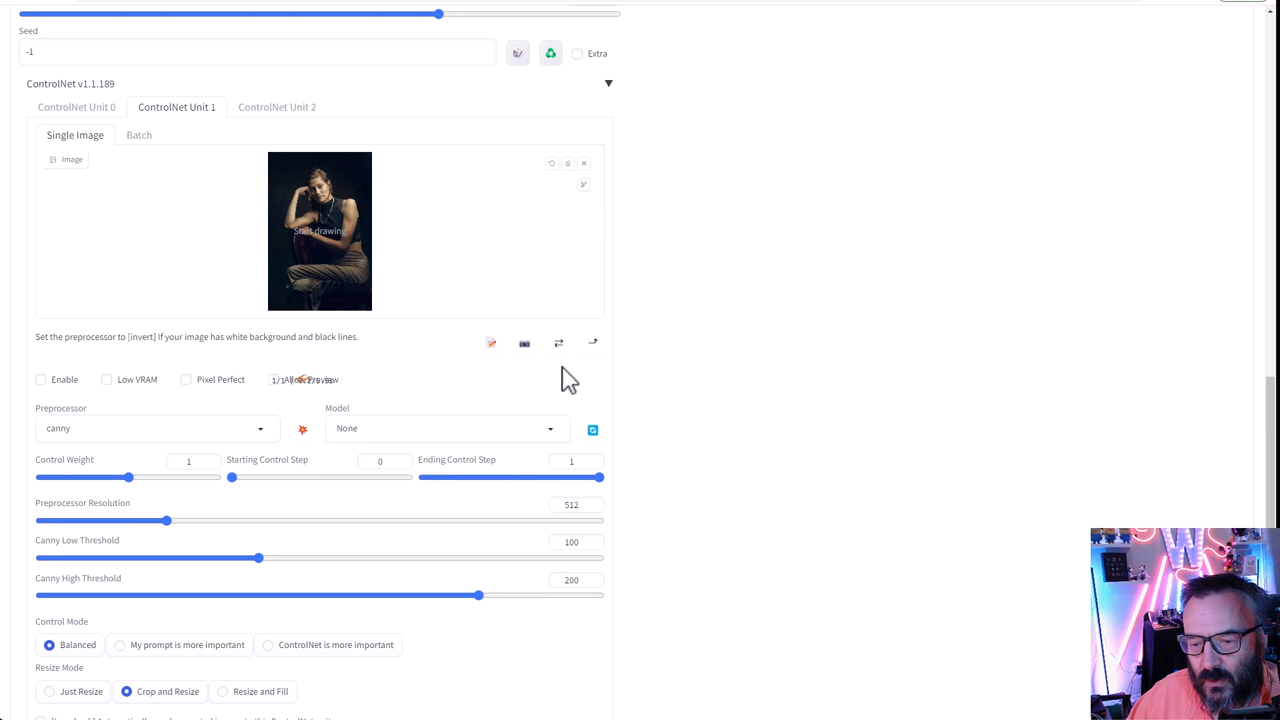 Seed
-1
Extra
ControlNet v1.1.189
ControlNet Unit 0 ControlNet Unit 1 ControlNet Unit 2
Single Image Batch
Image
Start drawing
Set the preprocessor to [invert] If your image has white background and black lines.
Enable Low VRAM Pixel Perfect Allow Preview
Preprocessor Model
canny None
Control Weight 1 Starting Control Step 0 Ending Control Step 1
Preprocessor Resolution 512
Canny Low Threshold 100
Canny High Threshold 200
Control Mode
Balanced My prompt is more important ControlNet is more important
Resize Mode
Just Resize Crop and Resize Resize and Fill